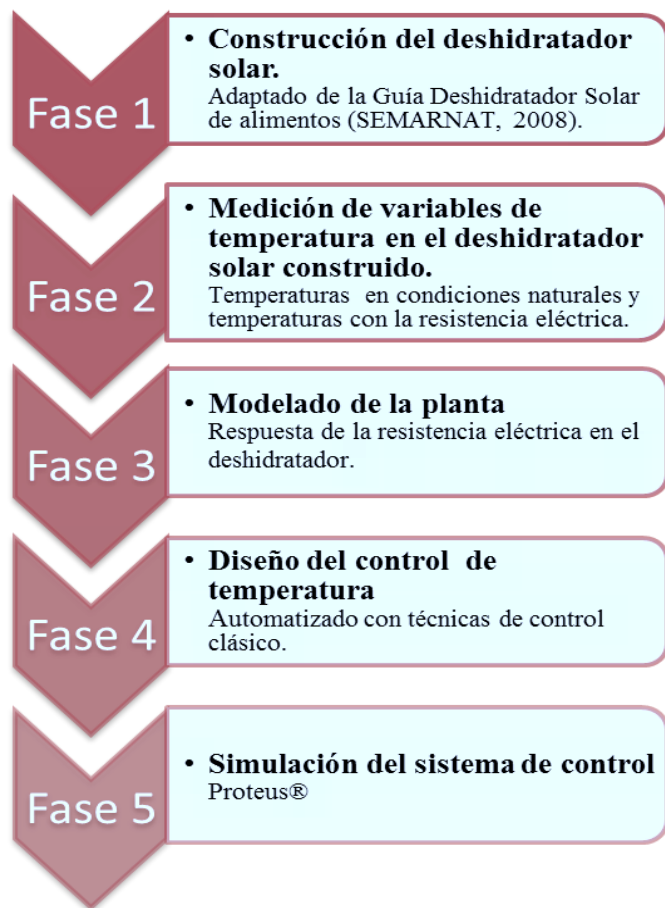 Fase 1
• Construcción del deshidratador
solar.
Adaptado de la Guía Deshidratador Solar
de alimentos (SEMARNAT, 2008).
Fase 2
• Medición de variables de
temperatura en el deshidratador
solar construido.
Temperaturas en condiciones naturales y
temperaturas con la resistencia eléctrica.
Fase 3
• Modelado de la planta
Respuesta de la resistencia eléctrica en el
deshidratador.
Fase 4
• Diseño del control de
temperatura
Automatizado con técnicas de control
clásico.
Fase 5
• Simulación del sistema de control
Proteus®